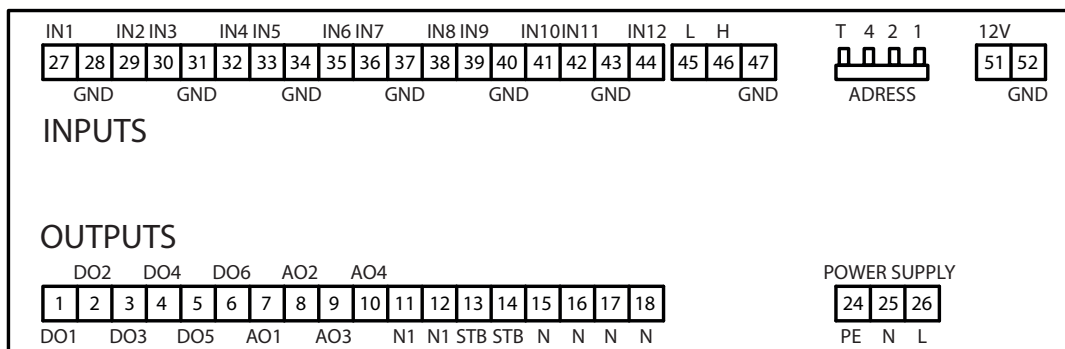 IN1 IN2 IN3 IN4 IN5 IN6 IN7 IN8 IN9 IN10 IN11 IN12 L H T 4 2 1 12V
27 28 29 30 31 32 33 34 35 36 37 38 39 40 41 42 43 44 45 46 47 51 52
GND GND GND GND GND GND GND ADRESS GND
INPUTS
OUTPUTS
DO2 DO4 DO6 AO2 AO4 POWER SUPPLY
1 2 3 4 5 6 7 8 9 10 11 12 13 14 15 16 17 18 24 25 26
DO1 DO3 DO5 AO1 AO3 N1 N1 STB STB N N N N PE N L